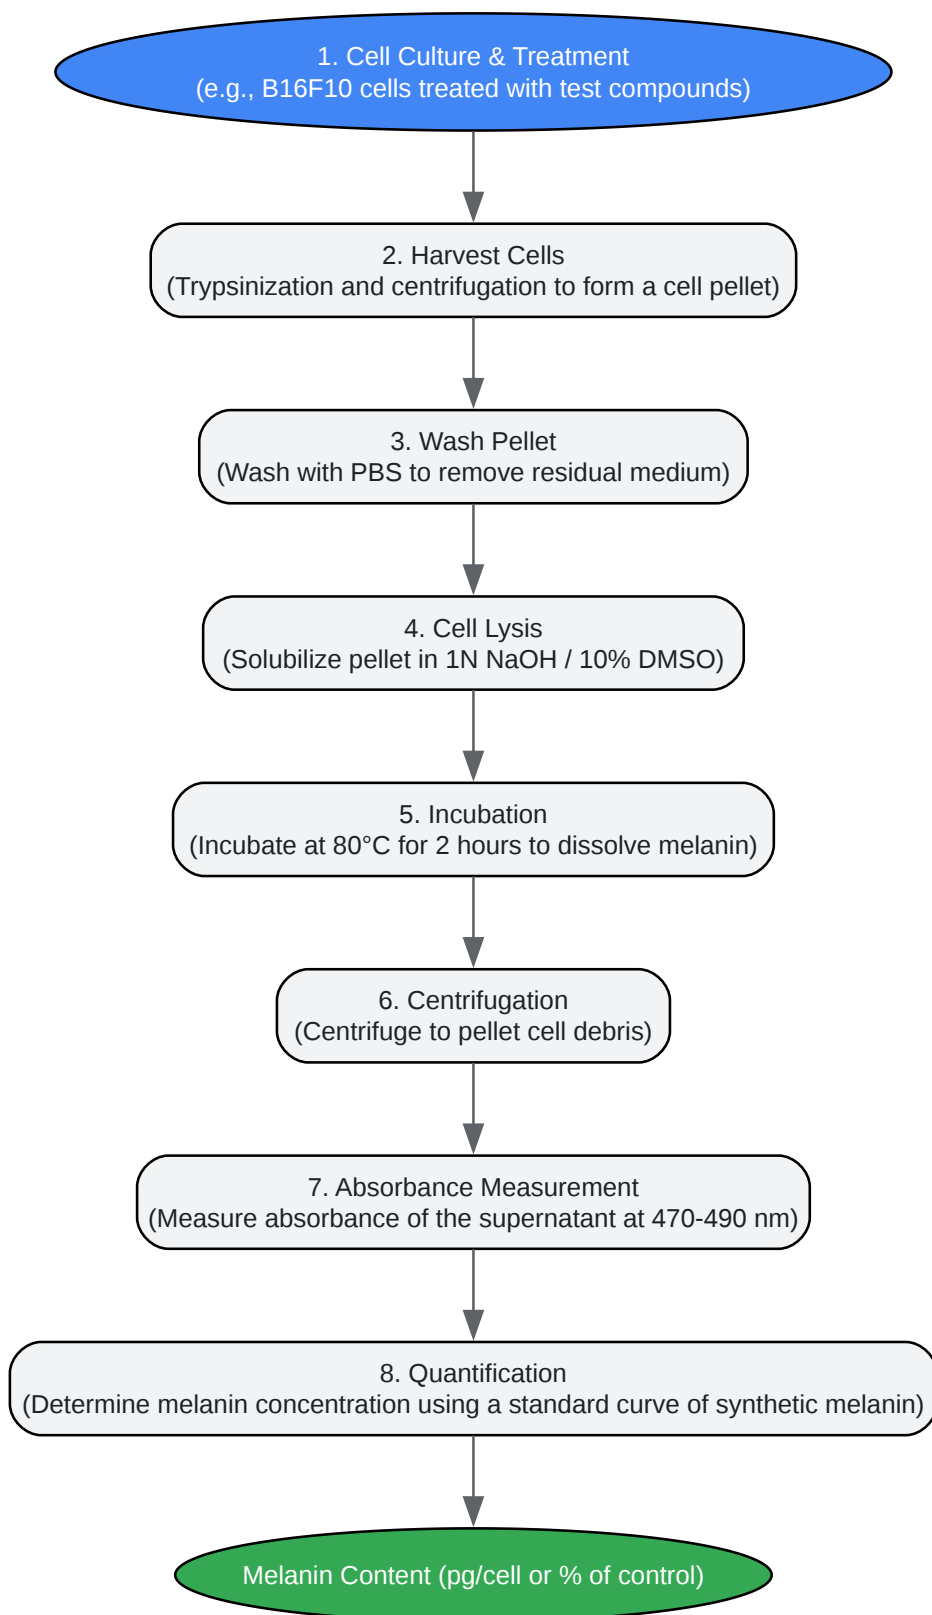 1. Cell Culture & Treatment
(e.g., B16F10 cells treated with test compounds)
2. Harvest Cells
(Trypsinization and centrifugation to form a cell pellet)
3. Wash Pellet
(Wash with PBS to remove residual medium)
4. Cell Lysis
(Solubilize pellet in 1N NaOH / 10% DMSO)
5. Incubation
(Incubate at 80°C for 2 hours to dissolve melanin)
6. Centrifugation
(Centrifuge to pellet cell debris)
7. Absorbance Measurement
(Measure absorbance of the supernatant at 470-490 nm)
8. Quantification
(Determine melanin concentration using a standard curve of synthetic melanin)
Melanin Content (pg/cell or % of control)